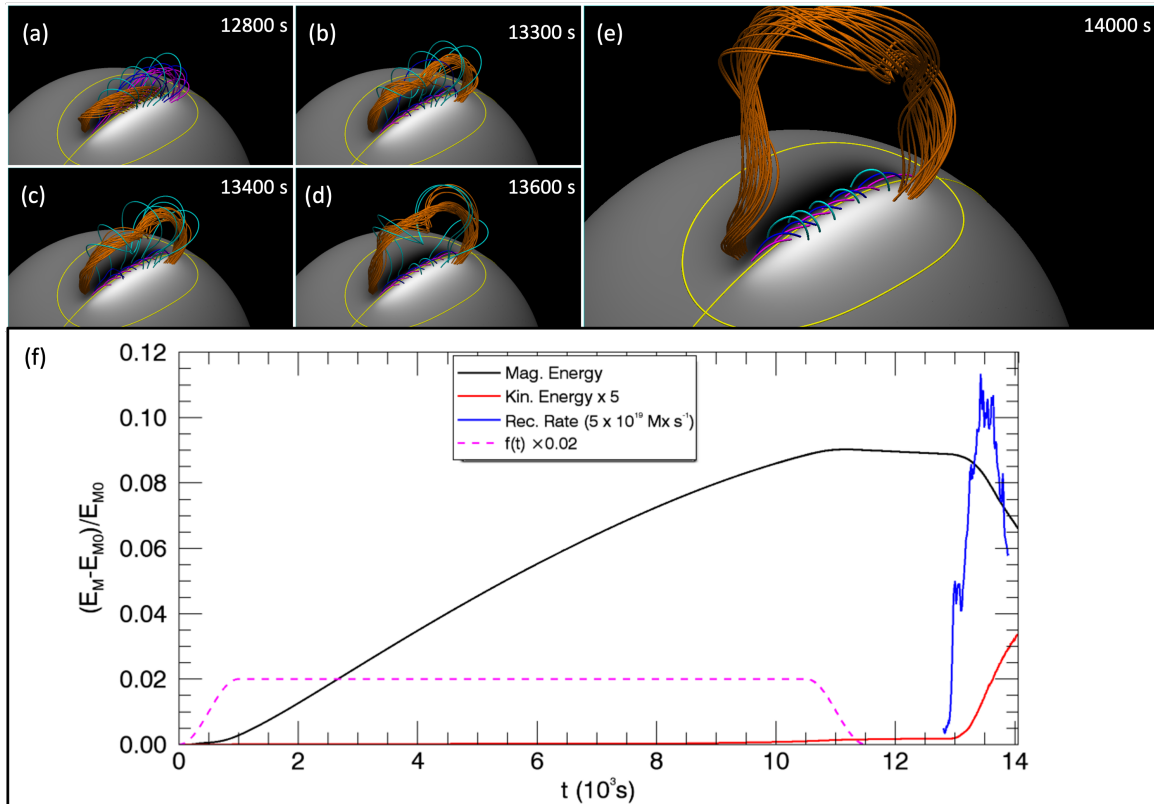 (a) 12800 s
(b) 13300 s
(c) 13400 s
(d) 13600 s
(e) 14000 s
(f)
Mag. Energy
Kin. Energy x 5
Rec. Rate (5 x 10¹⁹ Mx s⁻¹)
f(t) ×0.02
0.12
0.10
0.08
0.06
0.04
0.02
0.00
(E_M-E_M0)/E_M0
0 2 4 6 8 10 12 14
t (10³s)